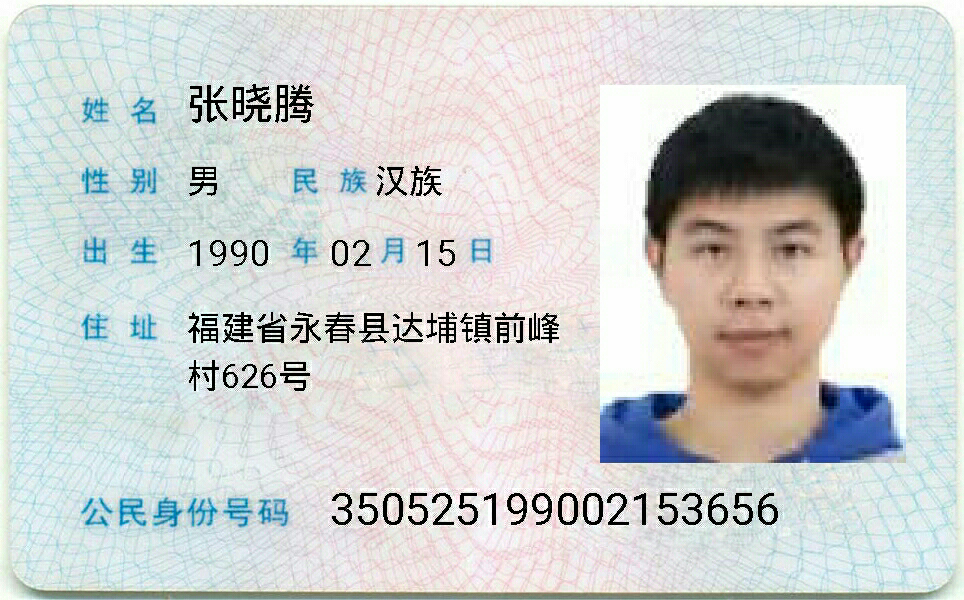 姓名 张晓腾
性别 男 民族 汉族
出生 1990 年 02 月 15 日
住址 福建省永春县达埔镇前峰
村626号
公民身份号码 350525199002153656